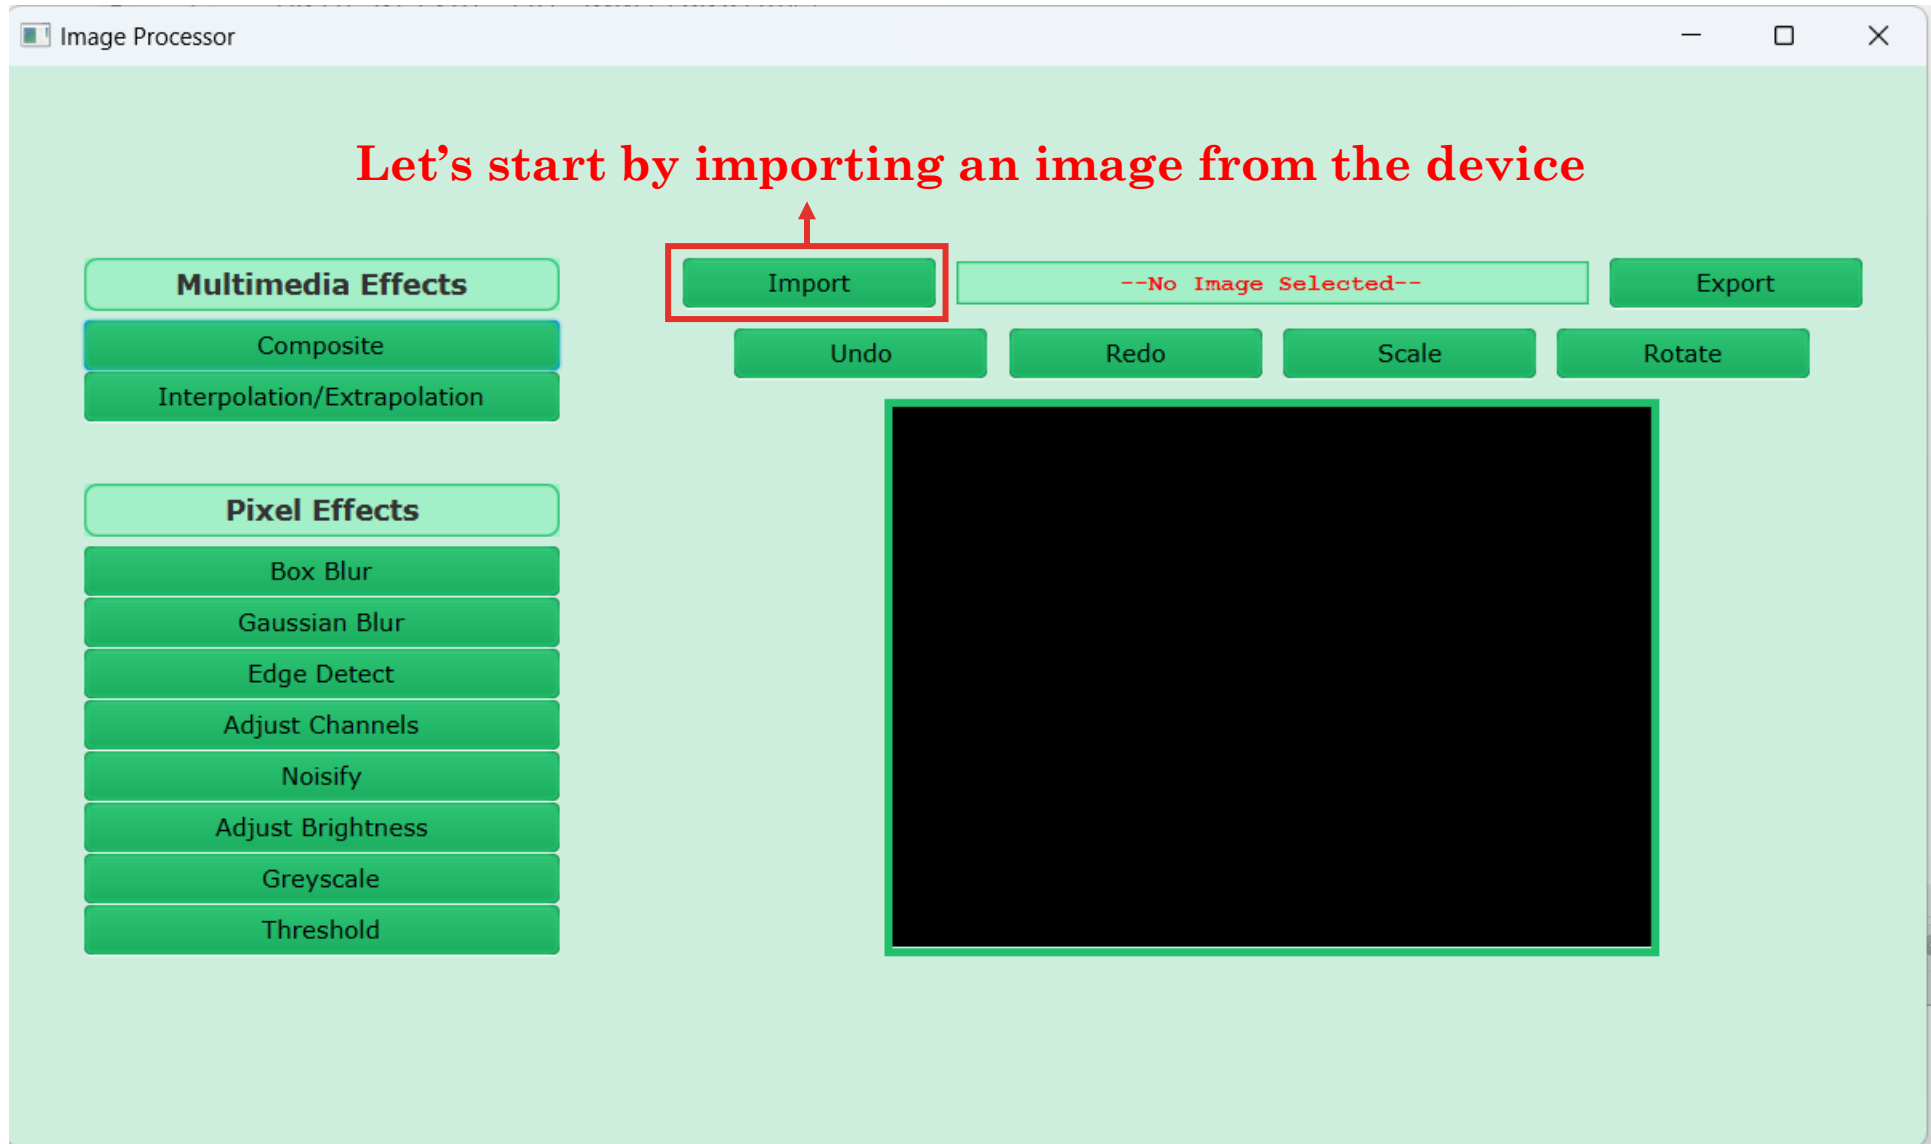 Image Processor
Let's start by importing an image from the device
Multimedia Effects
Composite
Interpolation/Extrapolation
Pixel Effects
Box Blur
Gaussian Blur
Edge Detect
Adjust Channels
Noisify
Adjust Brightness
Greyscale
Threshold
Import
--No Image Selected--
Export
Undo
Redo
Scale
Rotate